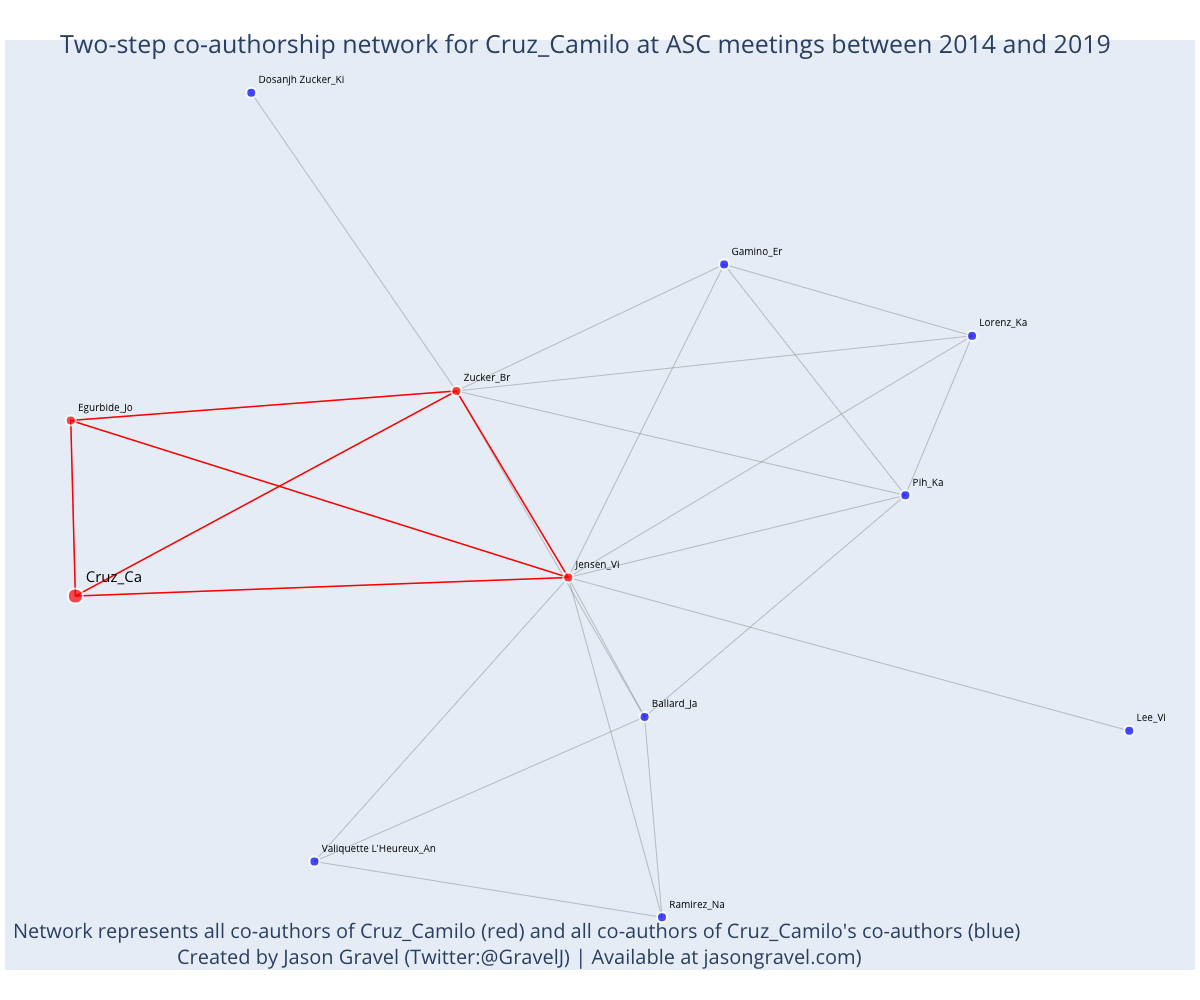 Two-step co-authorship network for Cruz_Camilo at ASC meetings between 2014 and 2019
Dosanjh Zucker_Ki
Gamino_Er
Lorenz_Ka
Zucker_Br
Egurbide_Jo
Pih_Ka
Jensen_Vi
Cruz_Ca
Ballard_Ja
Lee_Vi
Valiquette L'Heureux_An
Ramirez_Na
Network represents all co-authors of Cruz_Camilo (red) and all co-authors of Cruz_Camilo's co-authors (blue)
Created by Jason Gravel (Twitter:@GravelJ) | Available at jasongravel.com)